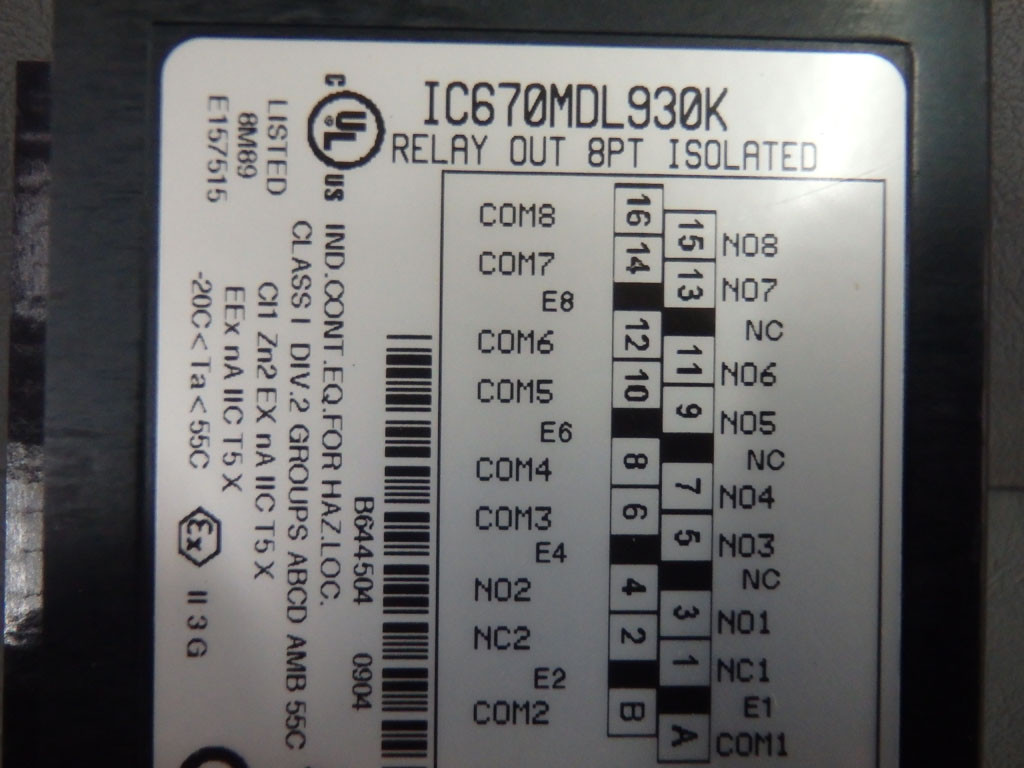 IC670MDL930K
RELAY OUT 8PT ISOLATED
C UL US
LISTED
8M89
E157515
IND.CONT.EQ.FOR HAZ.LOC.
CLASS I DIV.2 GROUPS ABCD AMB 55C
Cl1 Zn2 EX nA IIC T5 X
EEx nA IIC T5 X
-20C<Ta<55C
Ex II 3 G
B644504 0904
COM8 16
15 NO8
COM7 14
13 NO7
E8
NC
COM6 12
11 NO6
COM5 10
9 NO5
E6
NC
COM4 8
7 NO4
COM3 6
5 NO3
E4
NC
NO2 4
3 NO1
NC2 2
1 NC1
E2
E1
COM2 B
A COM1